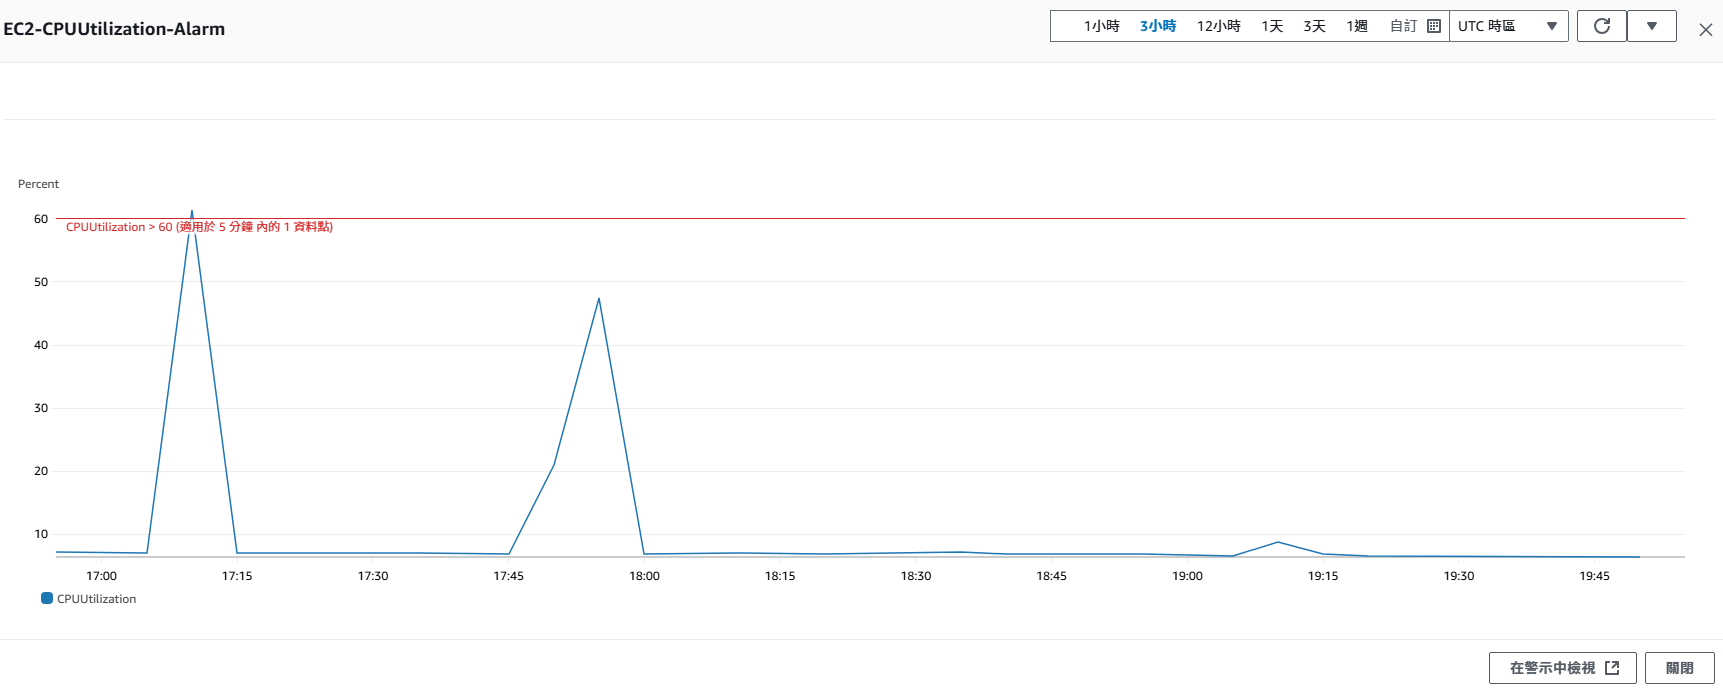 EC2-CPUUtilization-Alarm
1小時 3小時 12小時 1天 3天 1週 自訂 UTC 時區
Percent
60
CPUUtilization > 60 (適用於 5 分鐘 內的 1 資料點)
50
40
30
20
10
17:00 17:15 17:30 17:45 18:00 18:15 18:30 18:45 19:00 19:15 19:30 19:45
CPUUtilization
在警示中檢視 關閉